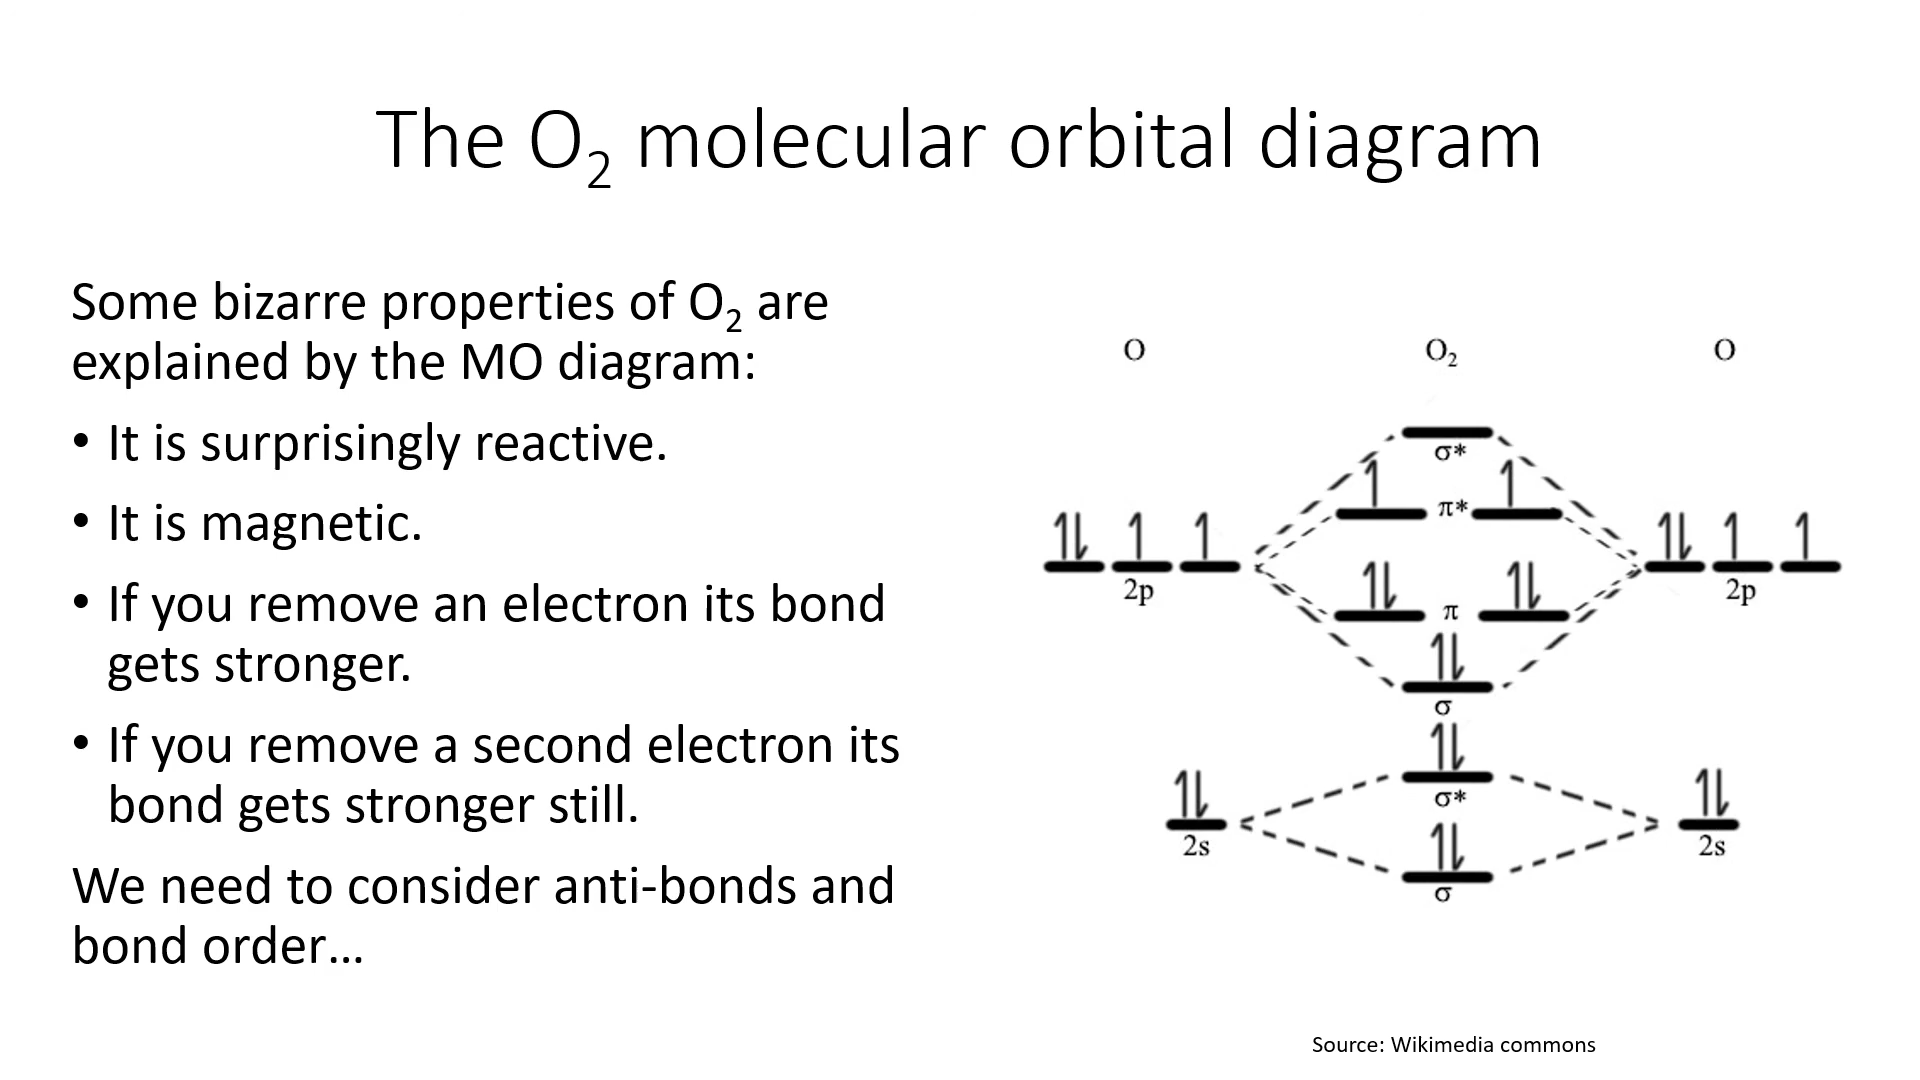 The O₂ molecular orbital diagram
Some bizarre properties of O₂ are
explained by the MO diagram:
• It is surprisingly reactive.
• It is magnetic.
• If you remove an electron its bond
gets stronger.
• If you remove a second electron its
bond gets stronger still.
We need to consider anti-bonds and
bond order…
O O₂ O
σ*
π*
2p π 2p
σ
σ*
2s 2s
σ
Source: Wikimedia commons